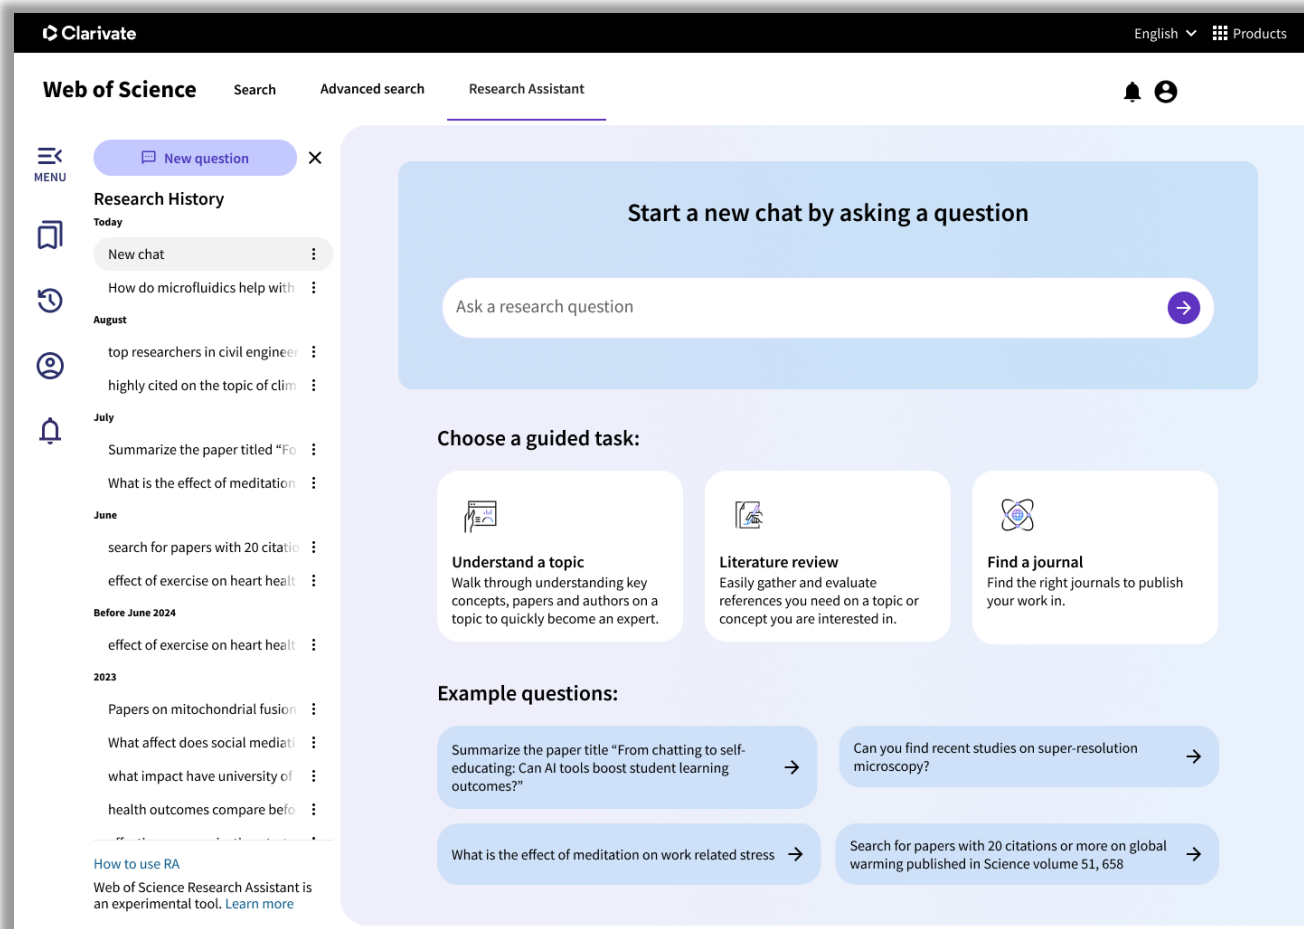 Clarivate
English
Products
Web of Science
Search
Advanced search
Research Assistant
MENU
New question
Research History
Today
New chat
How do microfluidics help with
August
top researchers in civil engineer
highly cited on the topic of clim
July
Summarize the paper titled “Fo
What is the effect of meditation
June
search for papers with 20 citatio
effect of exercise on heart healt
Before June 2024
effect of exercise on heart healt
2023
Papers on mitochondrial fusion
What affect does social mediati
what impact have university of
health outcomes compare befo
How to use RA
Web of Science Research Assistant is
an experimental tool. Learn more
Start a new chat by asking a question
Ask a research question
Choose a guided task:
Understand a topic
Walk through understanding key
concepts, papers and authors on a
topic to quickly become an expert.
Literature review
Easily gather and evaluate
references you need on a topic or
concept you are interested in.
Find a journal
Find the right journals to publish
your work in.
Example questions:
Summarize the paper title “From chatting to self-
educating: Can AI tools boost student learning
outcomes?”
Can you find recent studies on super-resolution
microscopy?
What is the effect of meditation on work related stress
Search for papers with 20 citations or more on global
warming published in Science volume 51, 658